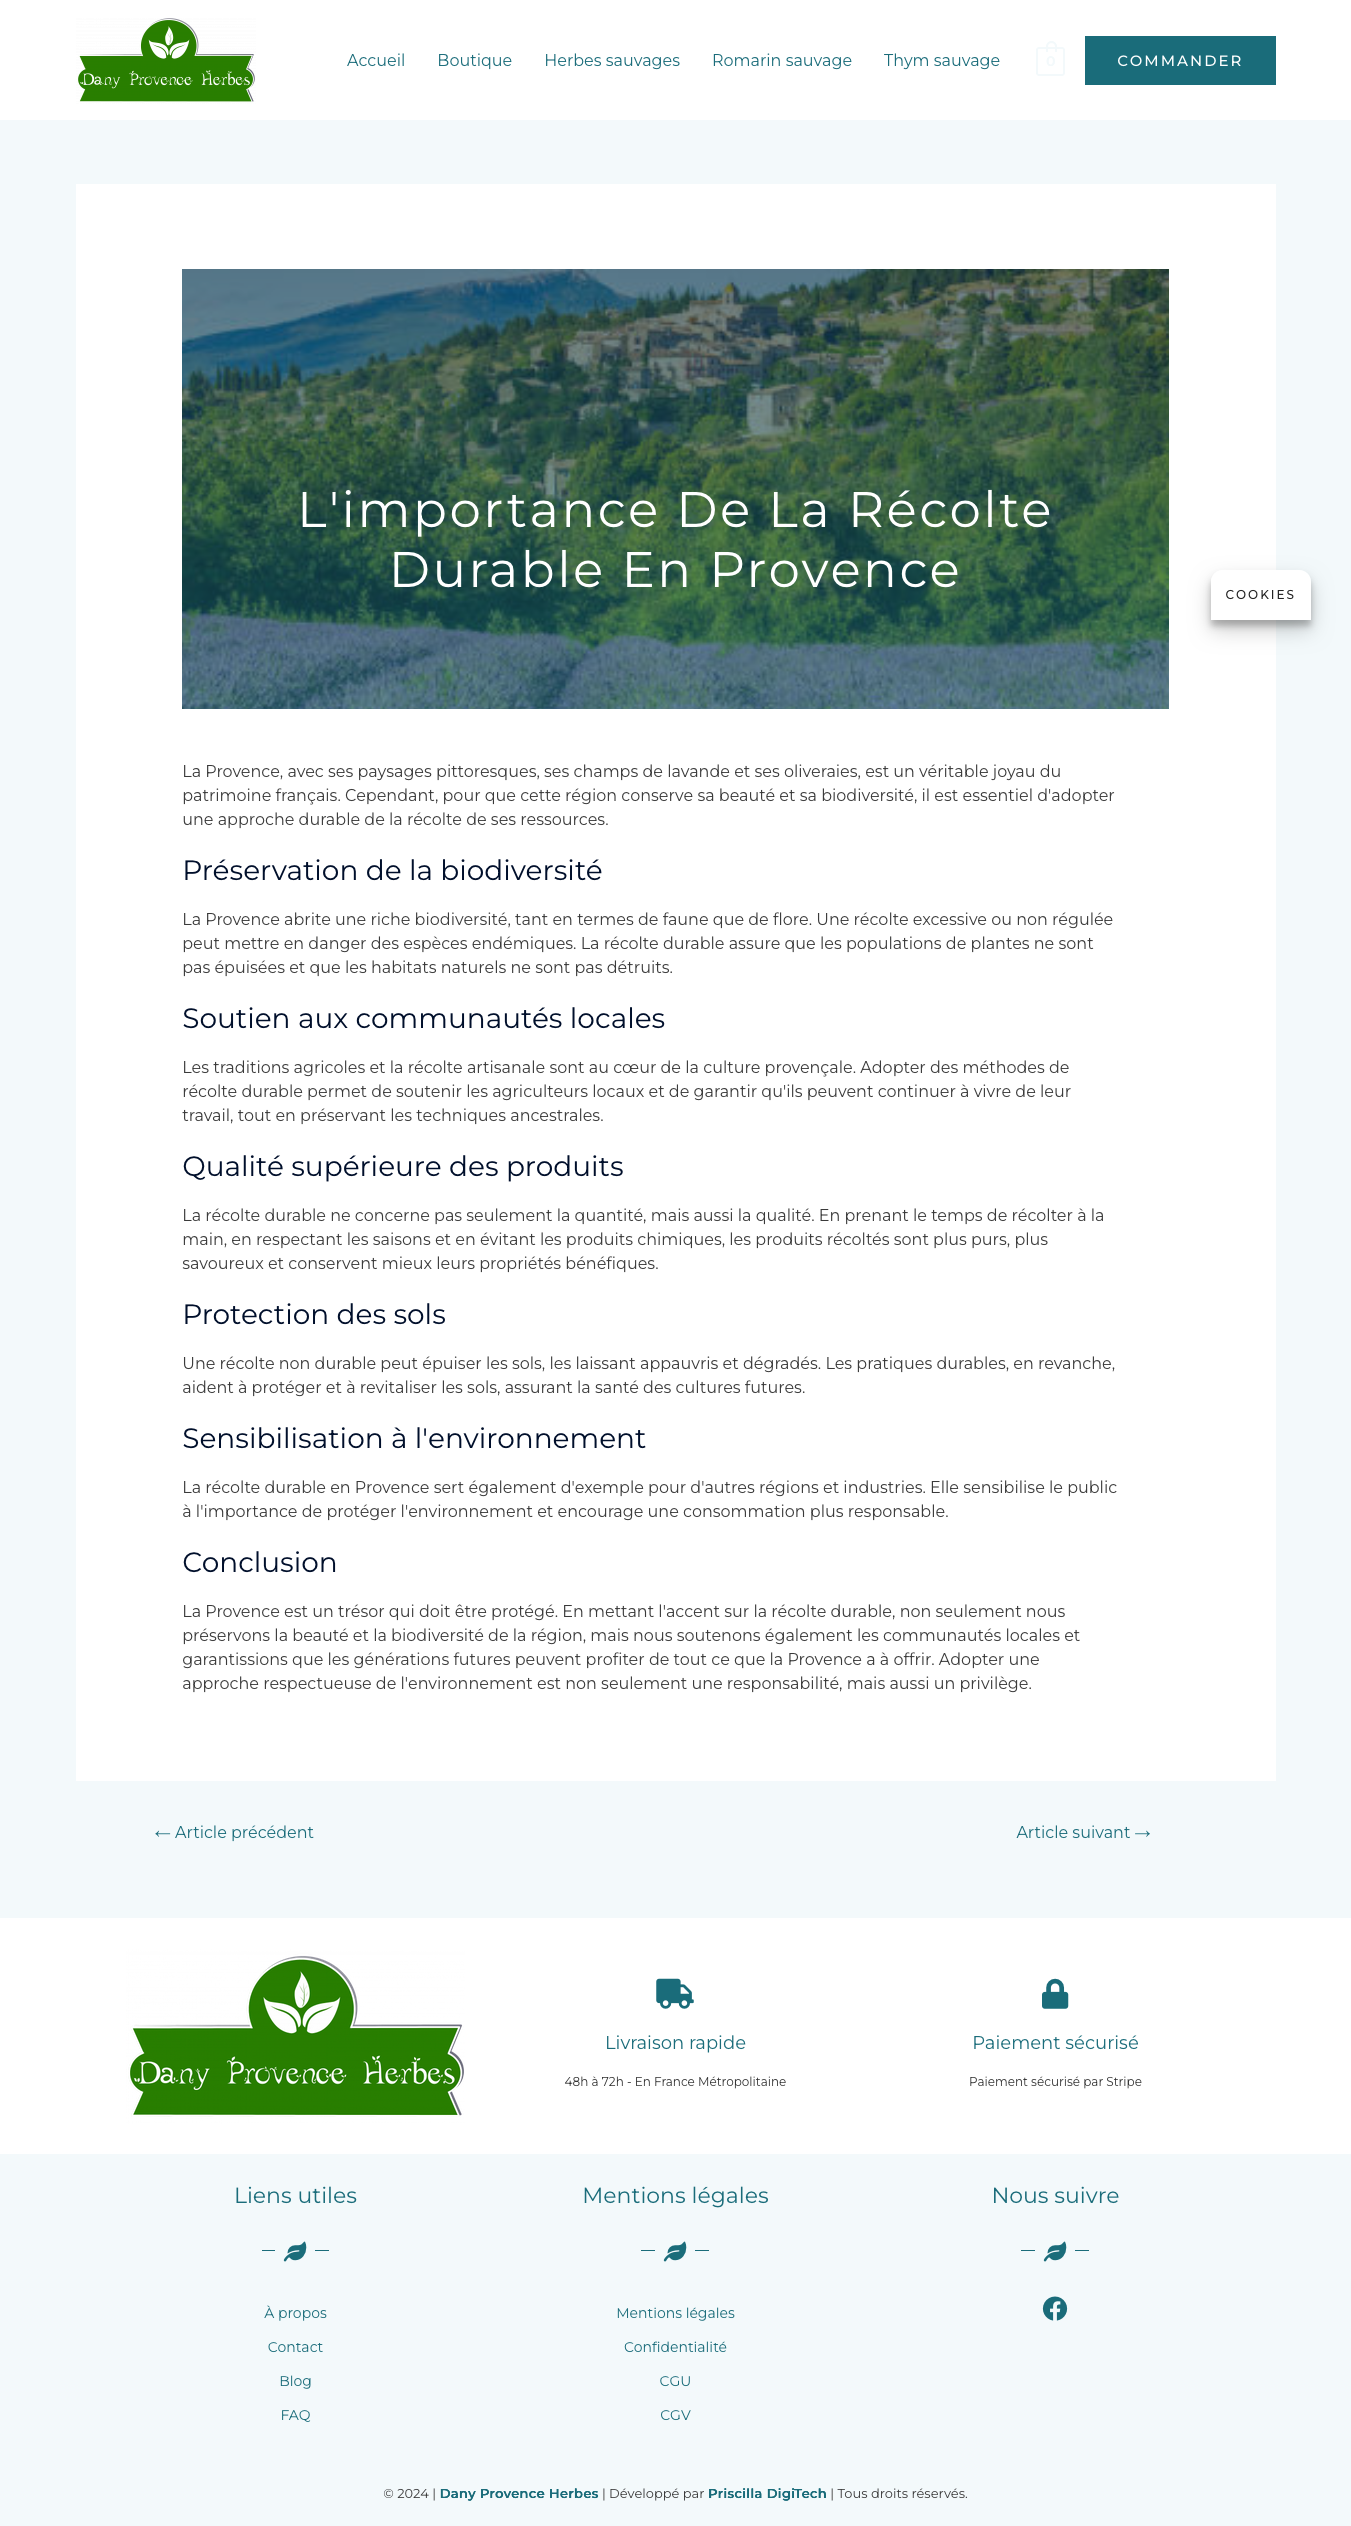 Dany Provence Herbes
Accueil
Boutique
Herbes sauvages
Romarin sauvage
Thym sauvage
0
COMMANDER
L'importance De La Récolte
Durable En Provence
COOKIES
La Provence, avec ses paysages pittoresques, ses champs de lavande et ses oliveraies, est un véritable joyau du
patrimoine français. Cependant, pour que cette région conserve sa beauté et sa biodiversité, il est essentiel d'adopter
une approche durable de la récolte de ses ressources.
Préservation de la biodiversité
La Provence abrite une riche biodiversité, tant en termes de faune que de flore. Une récolte excessive ou non régulée
peut mettre en danger des espèces endémiques. La récolte durable assure que les populations de plantes ne sont
pas épuisées et que les habitats naturels ne sont pas détruits.
Soutien aux communautés locales
Les traditions agricoles et la récolte artisanale sont au cœur de la culture provençale. Adopter des méthodes de
récolte durable permet de soutenir les agriculteurs locaux et de garantir qu'ils peuvent continuer à vivre de leur
travail, tout en préservant les techniques ancestrales.
Qualité supérieure des produits
La récolte durable ne concerne pas seulement la quantité, mais aussi la qualité. En prenant le temps de récolter à la
main, en respectant les saisons et en évitant les produits chimiques, les produits récoltés sont plus purs, plus
savoureux et conservent mieux leurs propriétés bénéfiques.
Protection des sols
Une récolte non durable peut épuiser les sols, les laissant appauvris et dégradés. Les pratiques durables, en revanche,
aident à protéger et à revitaliser les sols, assurant la santé des cultures futures.
Sensibilisation à l'environnement
La récolte durable en Provence sert également d'exemple pour d'autres régions et industries. Elle sensibilise le public
à l'importance de protéger l'environnement et encourage une consommation plus responsable.
Conclusion
La Provence est un trésor qui doit être protégé. En mettant l'accent sur la récolte durable, non seulement nous
préservons la beauté et la biodiversité de la région, mais nous soutenons également les communautés locales et
garantissions que les générations futures peuvent profiter de tout ce que la Provence a à offrir. Adopter une
approche respectueuse de l'environnement est non seulement une responsabilité, mais aussi un privilège.
← Article précédent
Article suivant →
Dany Provence Herbes
Livraison rapide
48h à 72h - En France Métropolitaine
Paiement sécurisé
Paiement sécurisé par Stripe
Liens utiles
À propos
Contact
Blog
FAQ
Mentions légales
Mentions légales
Confidentialité
CGU
CGV
Nous suivre
© 2024 | Dany Provence Herbes | Développé par Priscilla DigiTech | Tous droits réservés.